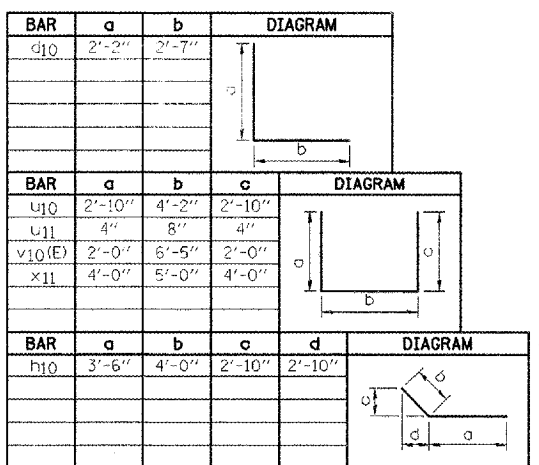 BAR a b DIAGRAM
d10 2'-2" 2'-7"
a
b
BAR a b c DIAGRAM
u10 2'-10" 4'-2" 2'-10"
u11 4" 8" 4"
v10(E) 2'-0" 6'-5" 2'-0"
x11 4'-0" 5'-0" 4'-0"
a
c
b
BAR a b c d DIAGRAM
h10 3'-6" 4'-0" 2'-10" 2'-10"
b
c
d a